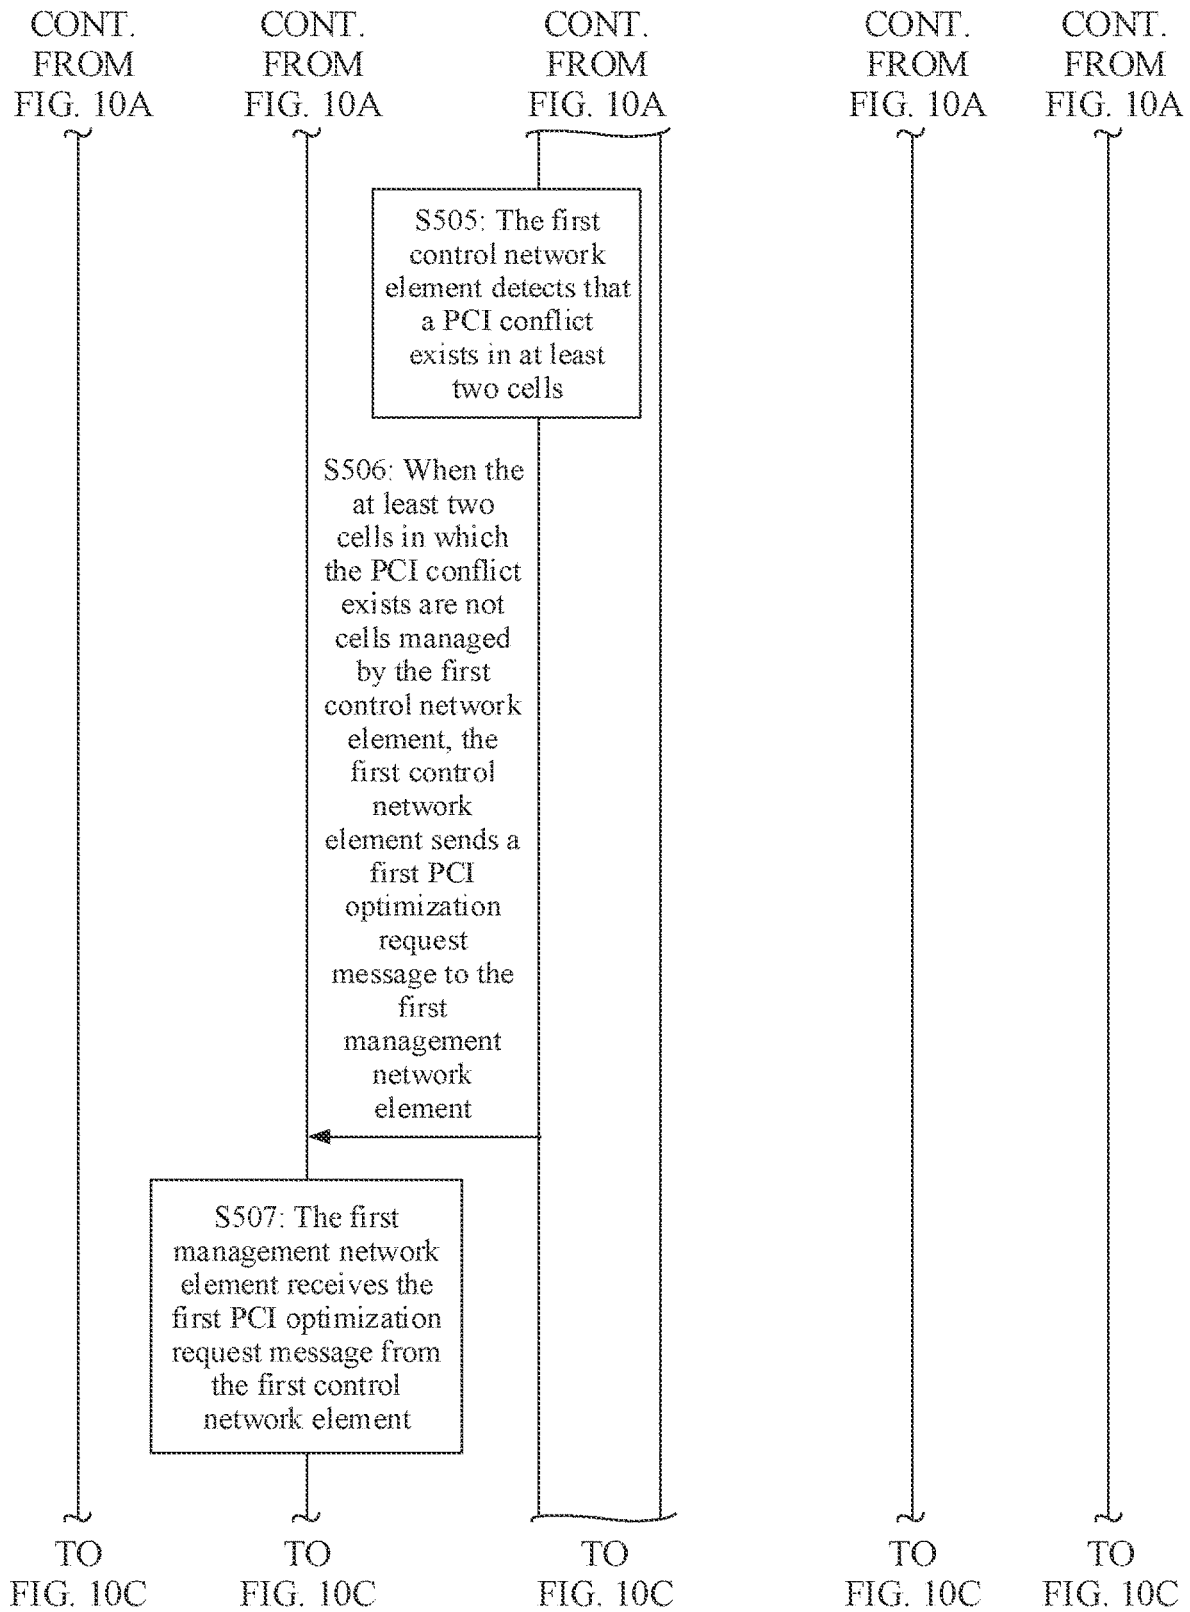 CONT.
FROM
FIG. 10A
CONT.
FROM
FIG. 10A
CONT.
FROM
FIG. 10A
CONT.
FROM
FIG. 10A
CONT.
FROM
FIG. 10A
S505: The first
control network
element detects that
a PCI conflict
exists in at least
two cells
S506: When the
at least two
cells in which
the PCI conflict
exists are not
cells managed
by the first
control network
element, the
first control
network
element sends a
first PCI
optimization
request
message to the
first
management
network
element
S507: The first
management network
element receives the
first PCI optimization
request message from
the first control
network element
TO
FIG. 10C
TO
FIG. 10C
TO
FIG. 10C
TO
FIG. 10C
TO
FIG. 10C